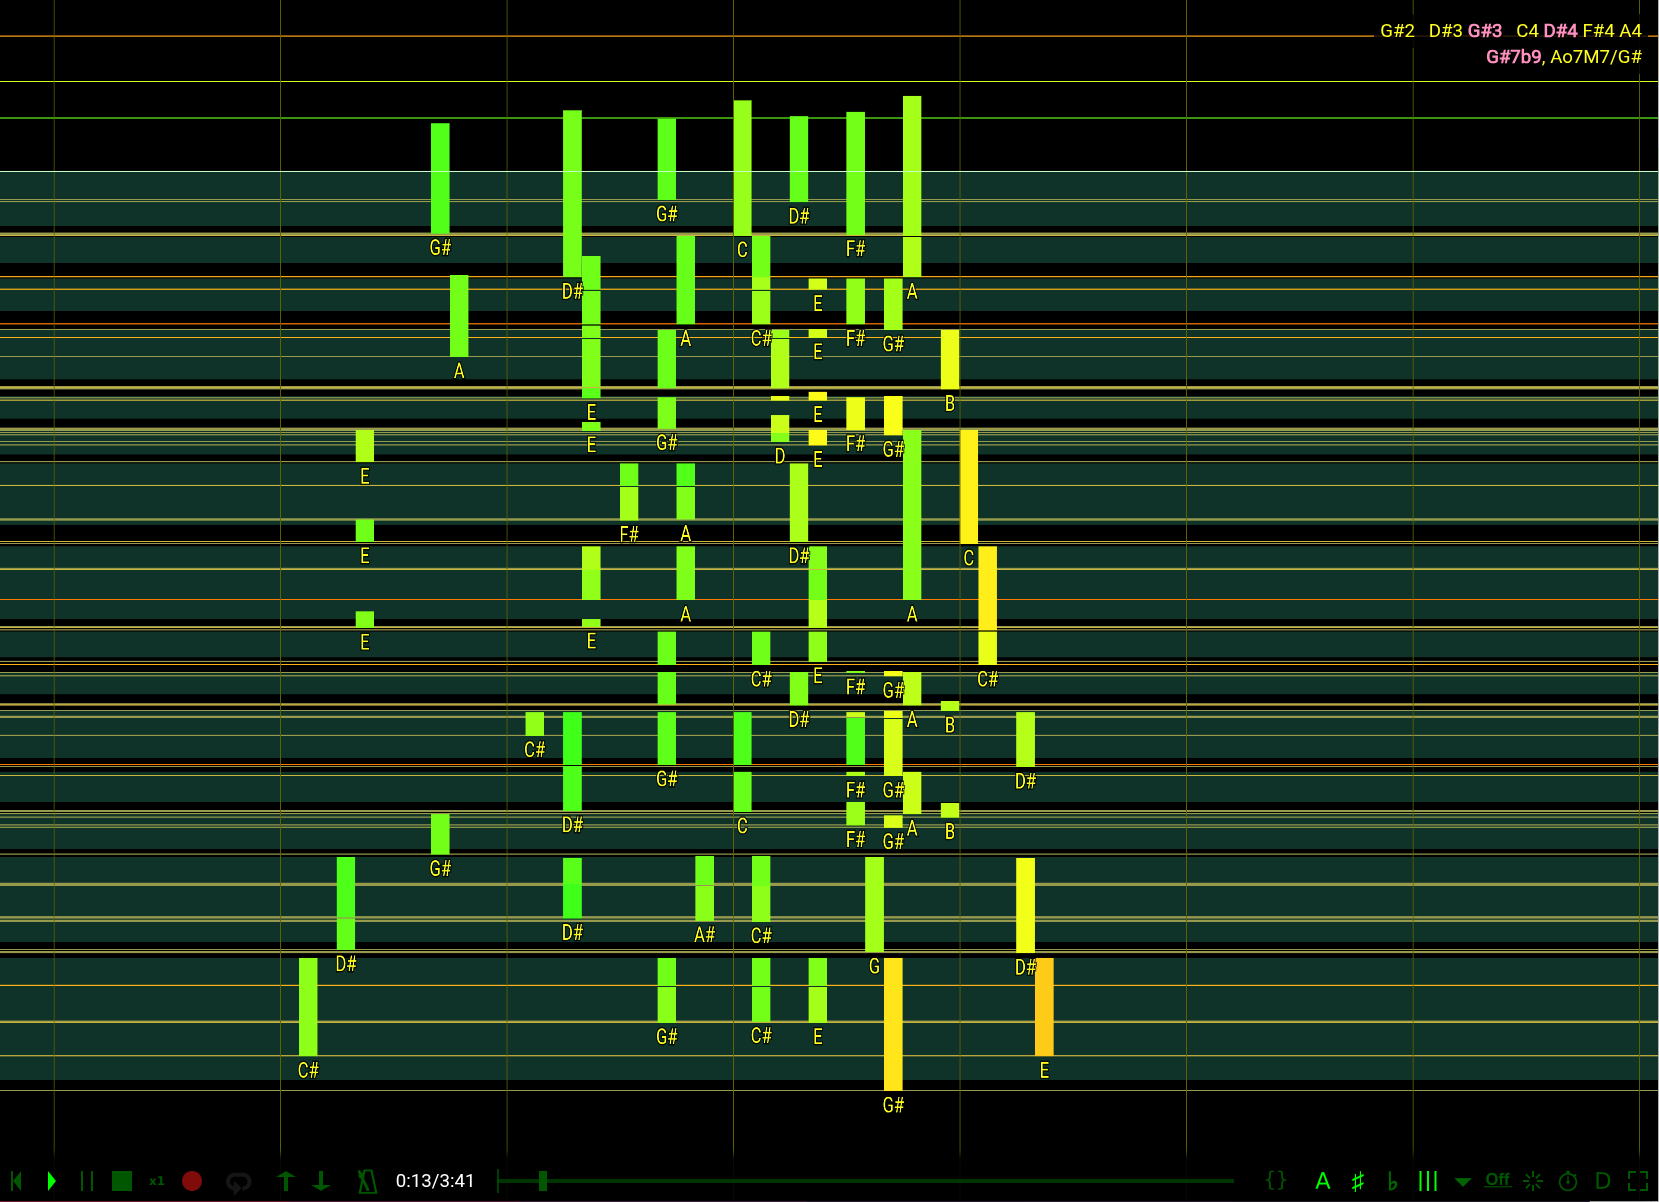 G#2 D#3 G#3 C4 D#4 F#4 A4
G#7b9, Ao7M7/G#
G# D#
G# C F#
D# E A
A C# E F# G#
A
E E B
E G# D E F# G#
E
F# A
E D# C
E A A
E E F# G# C#
C# D# A B
C#
G# F# G# A D#
D# C F# G# A B
G#
D# A# C#
D# G D#
G# C# E
C# E
G#
x1 0:13/3:41 {} A ♯ ♭ Off D